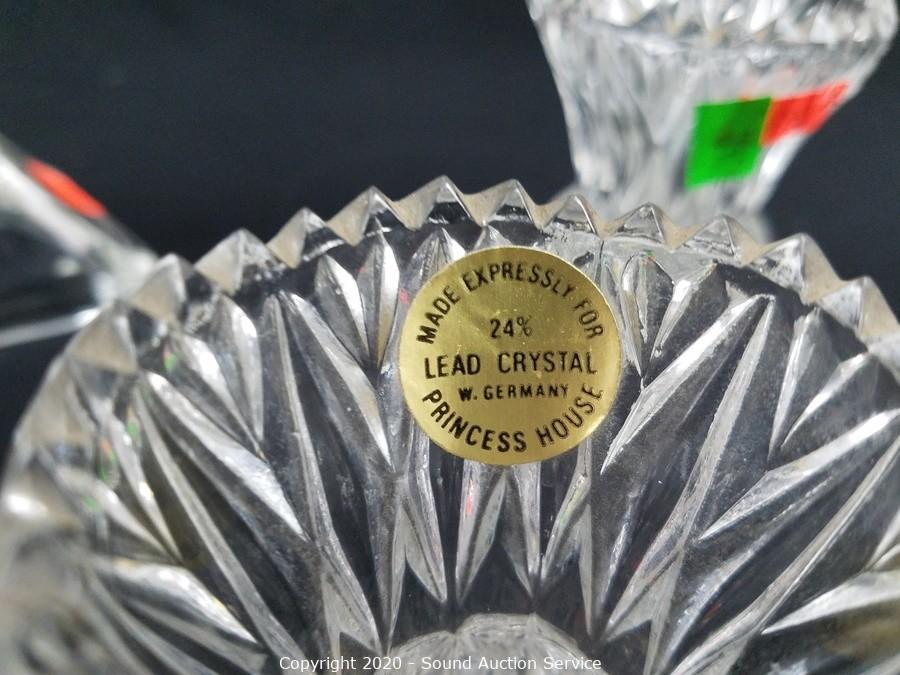 MADE EXPRESSLY FOR
24%
LEAD CRYSTAL
W. GERMANY
PRINCESS HOUSE
Copyright 2020 - Sound Auction Service